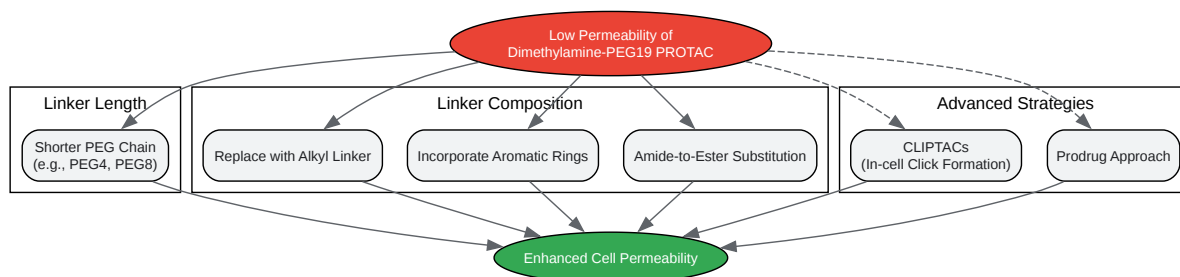 Low Permeability of
Dimethylamine-PEG19 PROTAC
Linker Length
Linker Composition
Advanced Strategies
Shorter PEG Chain
(e.g., PEG4, PEG8)
Replace with Alkyl Linker
Incorporate Aromatic Rings
Amide-to-Ester Substitution
CLIPTACs
(In-cell Click Formation)
Prodrug Approach
Enhanced Cell Permeability